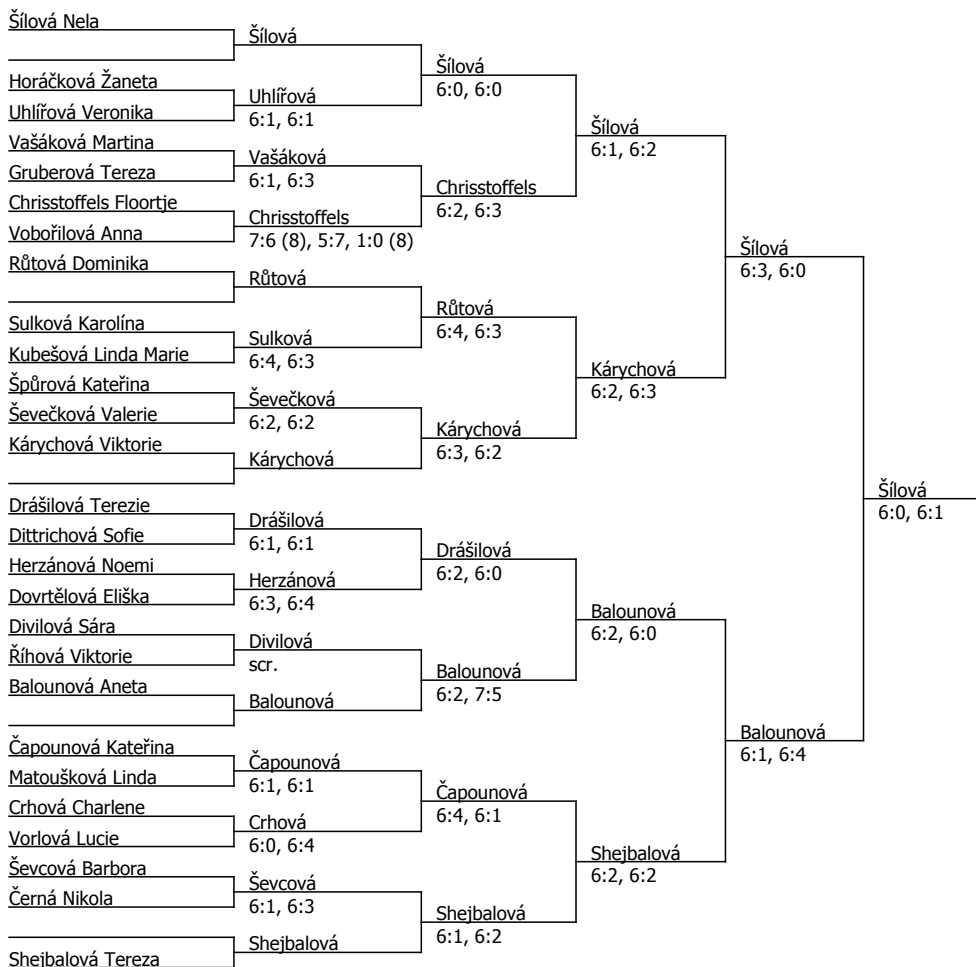 Šílová Nela
Horáčková Žaneta
Uhlířová Veronika
Vašáková Martina
Gruberová Tereza
Chrisstoffels Floortje
Vobořilová Anna
Růtová Dominika
Sulková Karolína
Kubešová Linda Marie
Špůrová Kateřina
Ševečková Valerie
Kárychová Viktorie
Drášilová Terezie
Dittrichová Sofie
Herzánová Noemi
Dovrtělová Eliška
Divilová Sára
Říhová Viktorie
Balounová Aneta
Čapounová Kateřina
Matoušková Linda
Crhová Charlene
Vorlová Lucie
Ševcová Barbora
Černá Nikola
Shejbalová Tereza
Šílová
Uhlířová
6:1, 6:1
Vašáková
6:1, 6:3
Chrisstoffels
7:6 (8), 5:7, 1:0 (8)
Růtová
Sulková
6:4, 6:3
Ševečková
6:2, 6:2
Kárychová
Drášilová
6:1, 6:1
Herzánová
6:3, 6:4
Divilová
scr.
Balounová
Čapounová
6:1, 6:1
Crhová
6:0, 6:4
Ševcová
6:1, 6:3
Shejbalová
Šílová
6:0, 6:0
Chrisstoffels
6:2, 6:3
Růtová
6:4, 6:3
Kárychová
6:3, 6:2
Drášilová
6:2, 6:0
Balounová
6:2, 7:5
Čapounová
6:4, 6:1
Shejbalová
6:1, 6:2
Šílová
6:1, 6:2
Kárychová
6:2, 6:3
Balounová
6:2, 6:0
Shejbalová
6:2, 6:2
Šílová
6:3, 6:0
Balounová
6:1, 6:4
Šílová
6:0, 6:1